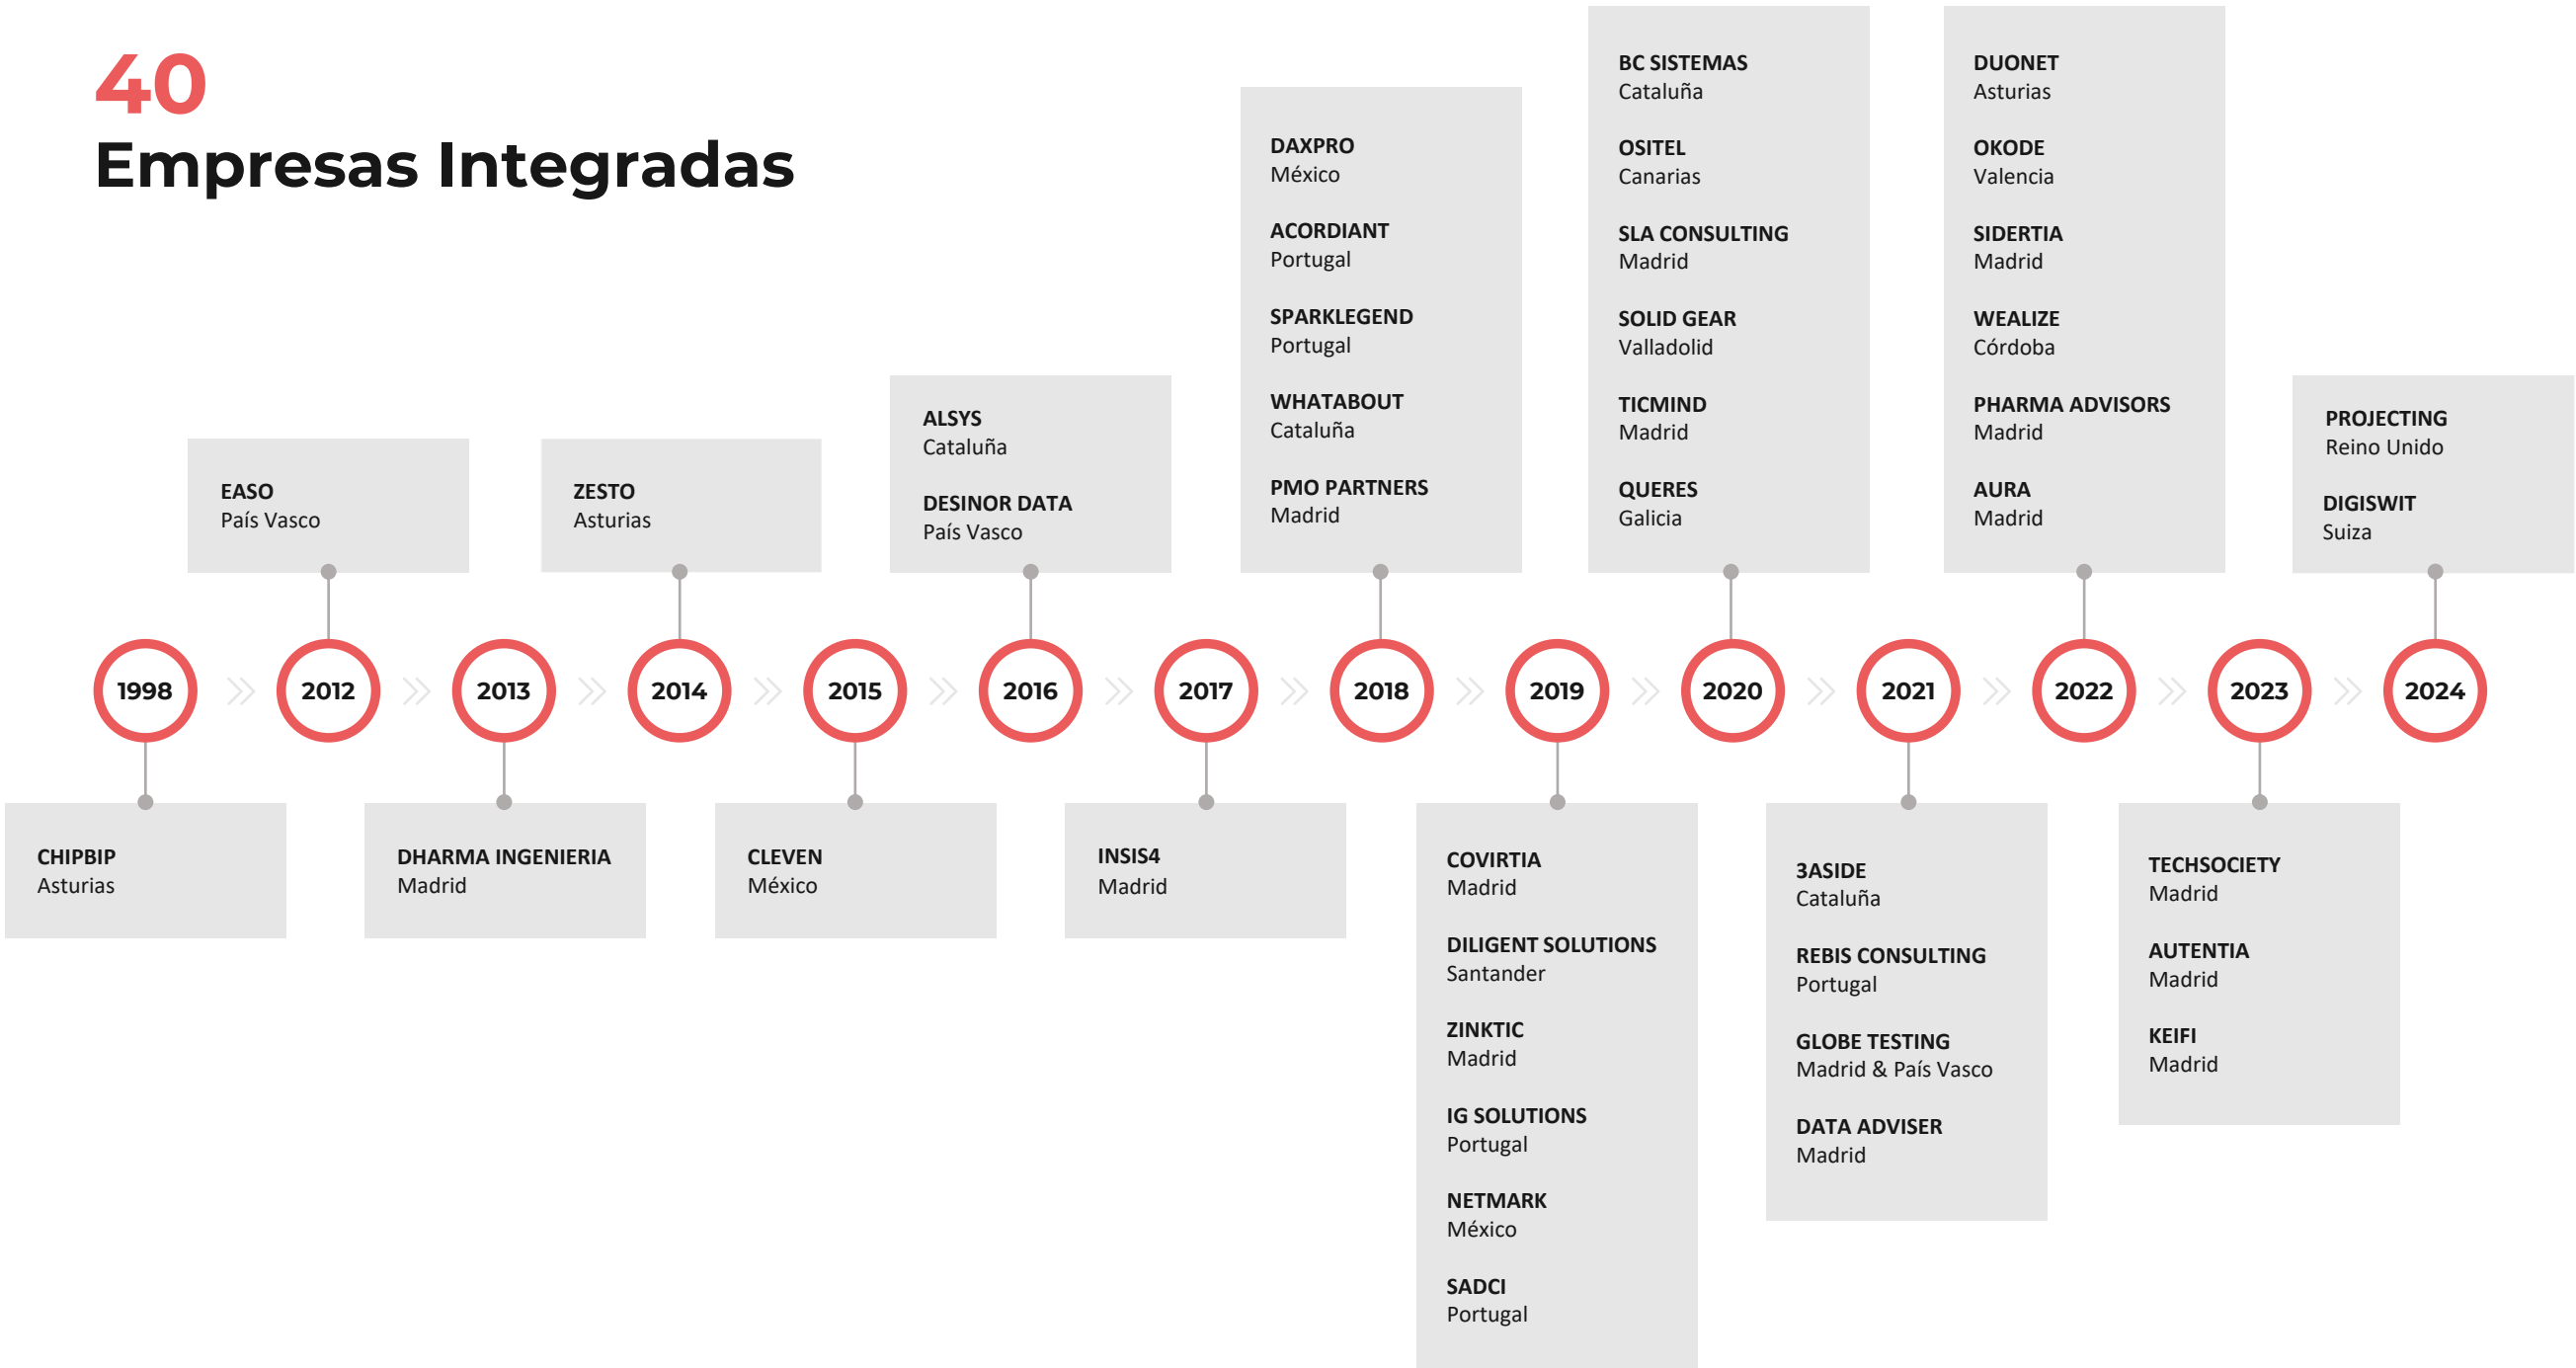 40
Empresas Integradas
1998
CHIPBIP
Asturias
2012
EASO
País Vasco
2013
DHARMA INGENIERIA
Madrid
2014
ZESTO
Asturias
2015
CLEVEN
México
2016
ALSYS
Cataluña
DESINOR DATA
País Vasco
2017
INSIS4
Madrid
2018
DAXPRO
México
ACORDIANT
Portugal
SPARKLEGEND
Portugal
WHATABOUT
Cataluña
PMO PARTNERS
Madrid
2019
COVIRTIA
Madrid
DILIGENT SOLUTIONS
Santander
ZINKTIC
Madrid
IG SOLUTIONS
Portugal
NETMARK
México
SADCI
Portugal
2020
BC SISTEMAS
Cataluña
OSITEL
Canarias
SLA CONSULTING
Madrid
SOLID GEAR
Valladolid
TICMIND
Madrid
QUERES
Galicia
2021
3ASIDE
Cataluña
REBIS CONSULTING
Portugal
GLOBE TESTING
Madrid & País Vasco
DATA ADVISER
Madrid
2022
DUONET
Asturias
OKODE
Valencia
SIDERTIA
Madrid
WEALIZE
Córdoba
PHARMA ADVISORS
Madrid
AURA
Madrid
2023
TECHSOCIETY
Madrid
AUTENTIA
Madrid
KEIFI
Madrid
2024
PROJECTING
Reino Unido
DIGISWIT
Suiza